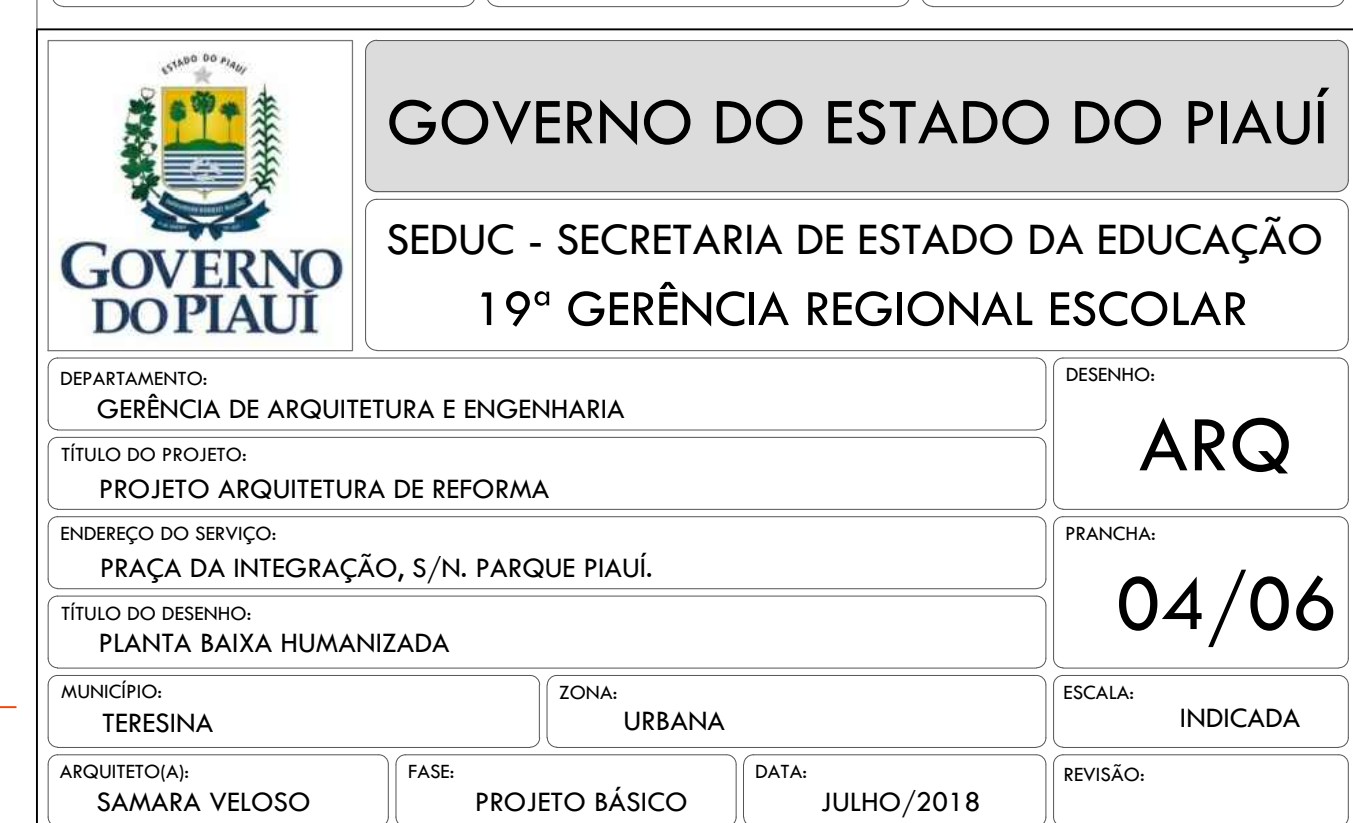 ESTADO DO PIAUÍ
GOVERNO
DO PIAUÍ
GOVERNO DO ESTADO DO PIAUÍ
SEDUC - SECRETARIA DE ESTADO DA EDUCAÇÃO
19ª GERÊNCIA REGIONAL ESCOLAR
DEPARTAMENTO:
GERÊNCIA DE ARQUITETURA E ENGENHARIA
DESENHO:
ARQ
TÍTULO DO PROJETO:
PROJETO ARQUITETURA DE REFORMA
ENDEREÇO DO SERVIÇO:
PRAÇA DA INTEGRAÇÃO, S/N. PARQUE PIAUÍ.
PRANCHA:
04/06
TÍTULO DO DESENHO:
PLANTA BAIXA HUMANIZADA
MUNICÍPIO:
TERESINA
ZONA:
URBANA
ESCALA:
INDICADA
ARQUITETO(A):
SAMARA VELOSO
FASE:
PROJETO BÁSICO
DATA:
JULHO/2018
REVISÃO: